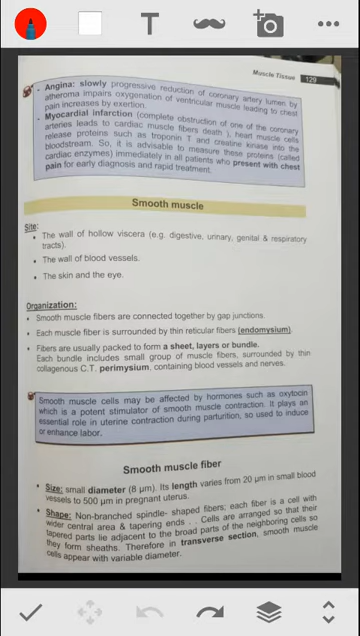 T
Muscle Tissue 129
- Angina: slowly progressive reduction of coronary artery lumen by
atheroma impairs oxygenation of ventricular muscle leading to chest
pain increases by exertion.
- Myocardial infarction (complete obstruction of one of the coronary
arteries leads to cardiac muscle fibers death ), heart muscle cells
release proteins such as troponin T and creatine kinase into the
bloodstream. So, it is advisable to measure these proteins (called
cardiac enzymes) immediately in all patients who present with chest
pain for early diagnosis and rapid treatment.
Smooth muscle
Site:
• The wall of hollow viscera (e.g. digestive, urinary, genital & respiratory
tracts).
• The wall of blood vessels.
• The skin and the eye.
Organization:
• Smooth muscle fibers are connected together by gap junctions.
• Each muscle fiber is surrounded by thin reticular fibers (endomysium).
• Fibers are usually packed to form a sheet, layers or bundle.
Each bundle includes small group of muscle fibers, surrounded by thin
collagenous C.T. perimysium, containing blood vessels and nerves.
Smooth muscle cells may be affected by hormones such as oxytocin
which is a potent stimulator of smooth muscle contraction. It plays an
essential role in uterine contraction during parturition, so used to induce
or enhance labor.
Smooth muscle fiber
• Size: small diameter (8 µm). Its length varies from 20 µm in small blood
vessels to 500 µm in pregnant uterus.
• Shape: Non-branched spindle- shaped fibers; each fiber is a cell with
wider central area & tapering ends . . Cells are arranged so that their
tapered parts lie adjacent to the broad parts of the neighboring cells so
they form sheaths. Therefore in transverse section, smooth muscle
cells appear with variable diameter.